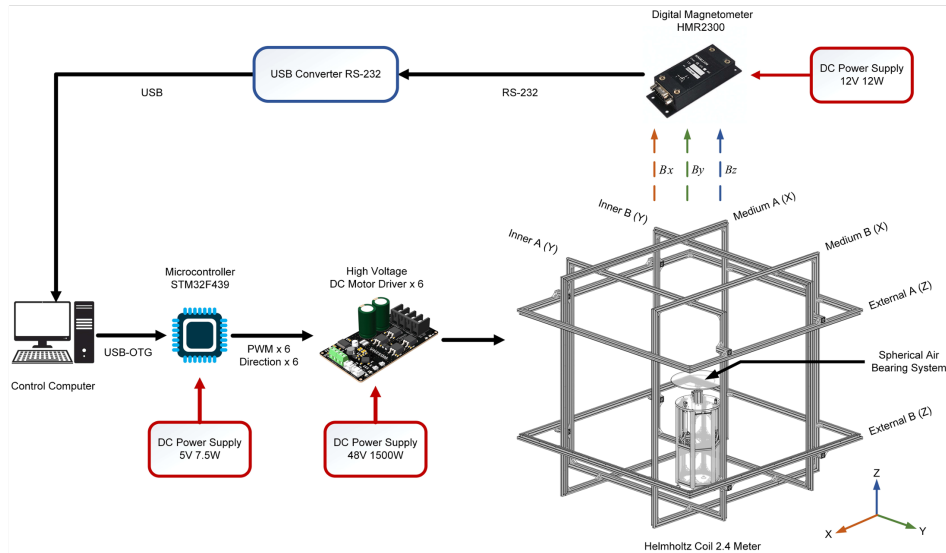 Digital Magnetometer
HMR2300
USB Converter RS-232
DC Power Supply
12V 12W
USB
RS-232
Bx
By
Bz
Inner B (Y)
Medium A (X)
Inner A (Y)
Medium B (X)
Microcontroller
STM32F439
High Voltage
DC Motor Driver x 6
External A (Z)
USB-OTG
PWM x 6
Direction x 6
Spherical Air
Bearing System
Control Computer
External B (Z)
DC Power Supply
5V 7.5W
DC Power Supply
48V 1500W
Z
X
Y
Helmholtz Coil 2.4 Meter